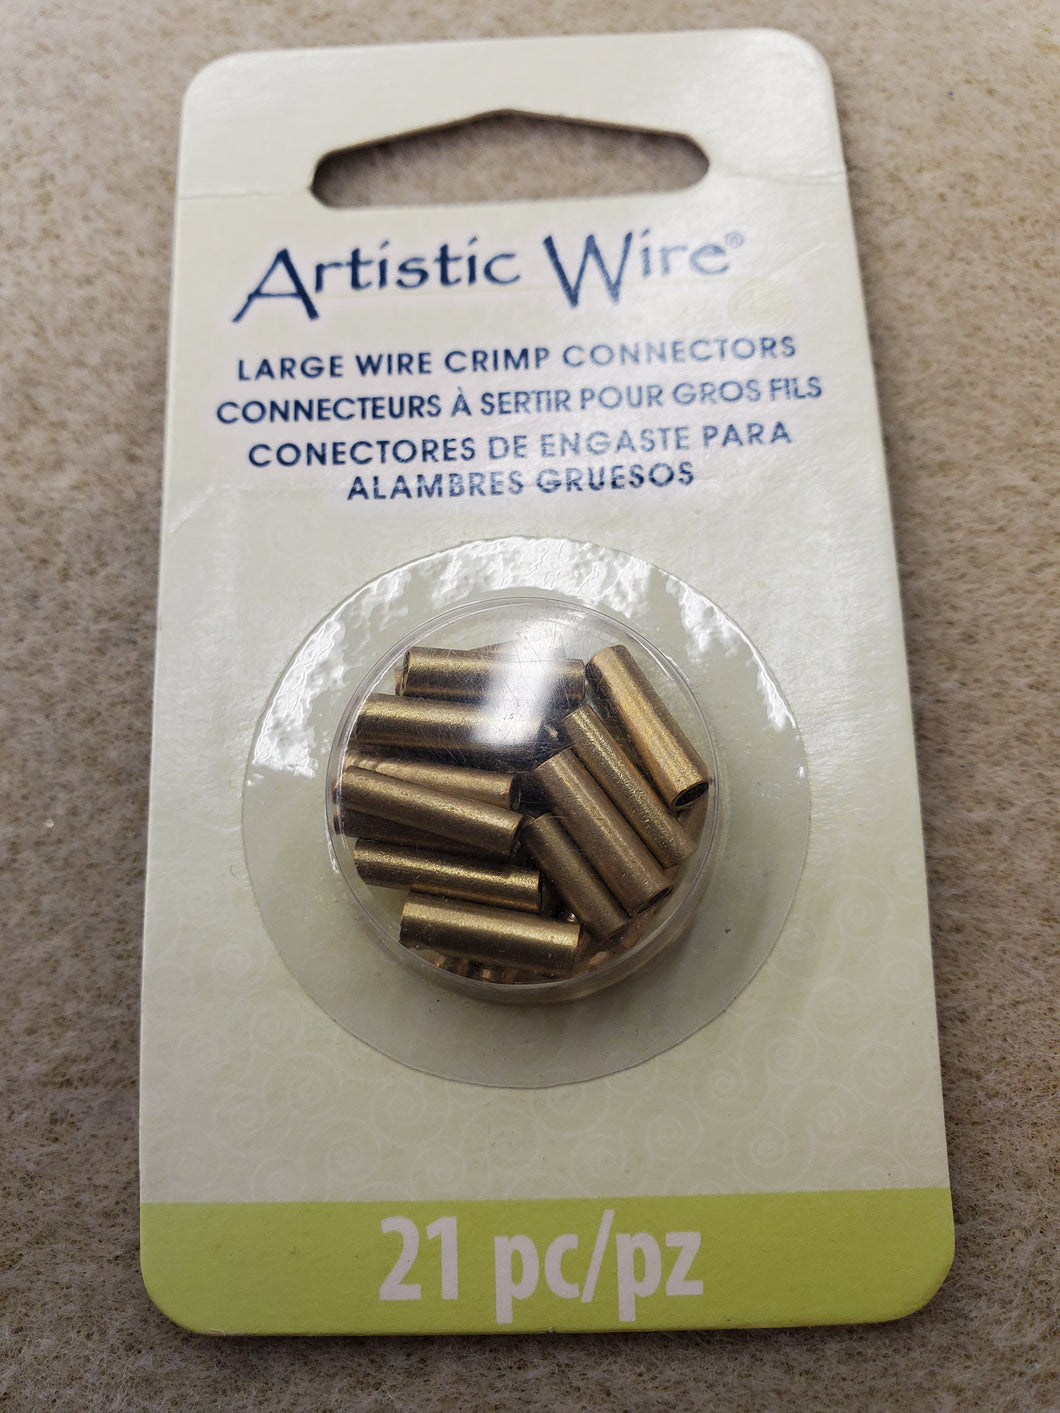 Artistic Wire®
LARGE WIRE CRIMP CONNECTORS
CONNECTEURS À SERTIR POUR GROS FILS
CONECTORES DE ENGASTE PARA
ALAMBRES GRUESOS
21 pc/pz